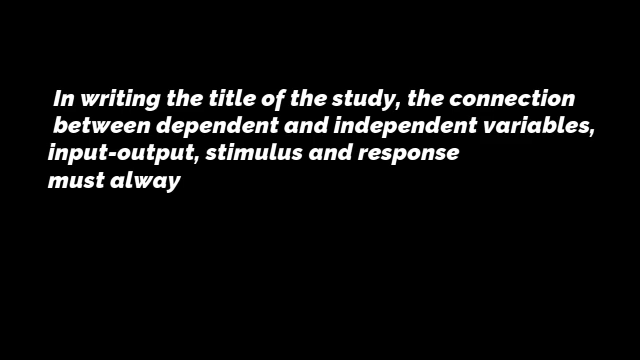 In writing the title of the study, the connection
between dependent and independent variables,
input-output, stimulus and response
must alway